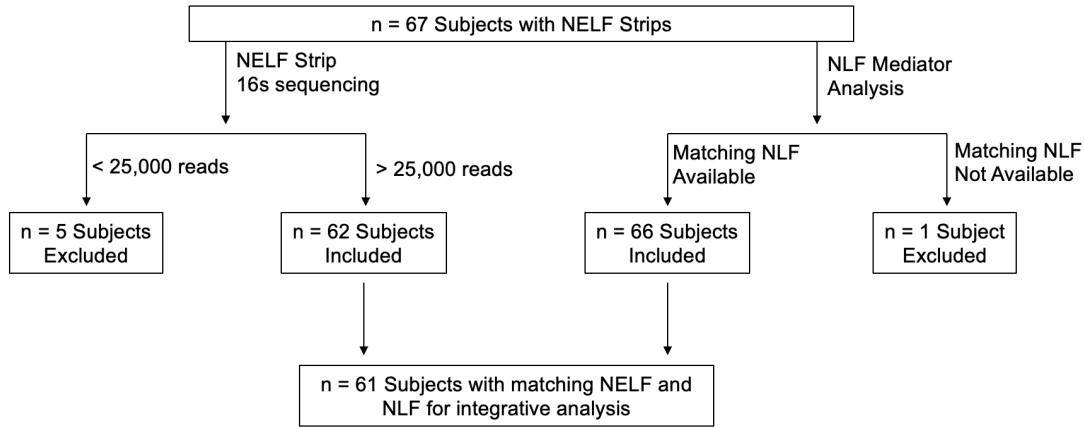 n = 67 Subjects with NELF Strips
NELF Strip
16s sequencing
NLF Mediator
Analysis
< 25,000 reads
> 25,000 reads
Matching NLF
Available
Matching NLF
Not Available
n = 5 Subjects
Excluded
n = 62 Subjects
Included
n = 66 Subjects
Included
n = 1 Subject
Excluded
n = 61 Subjects with matching NELF and
NLF for integrative analysis